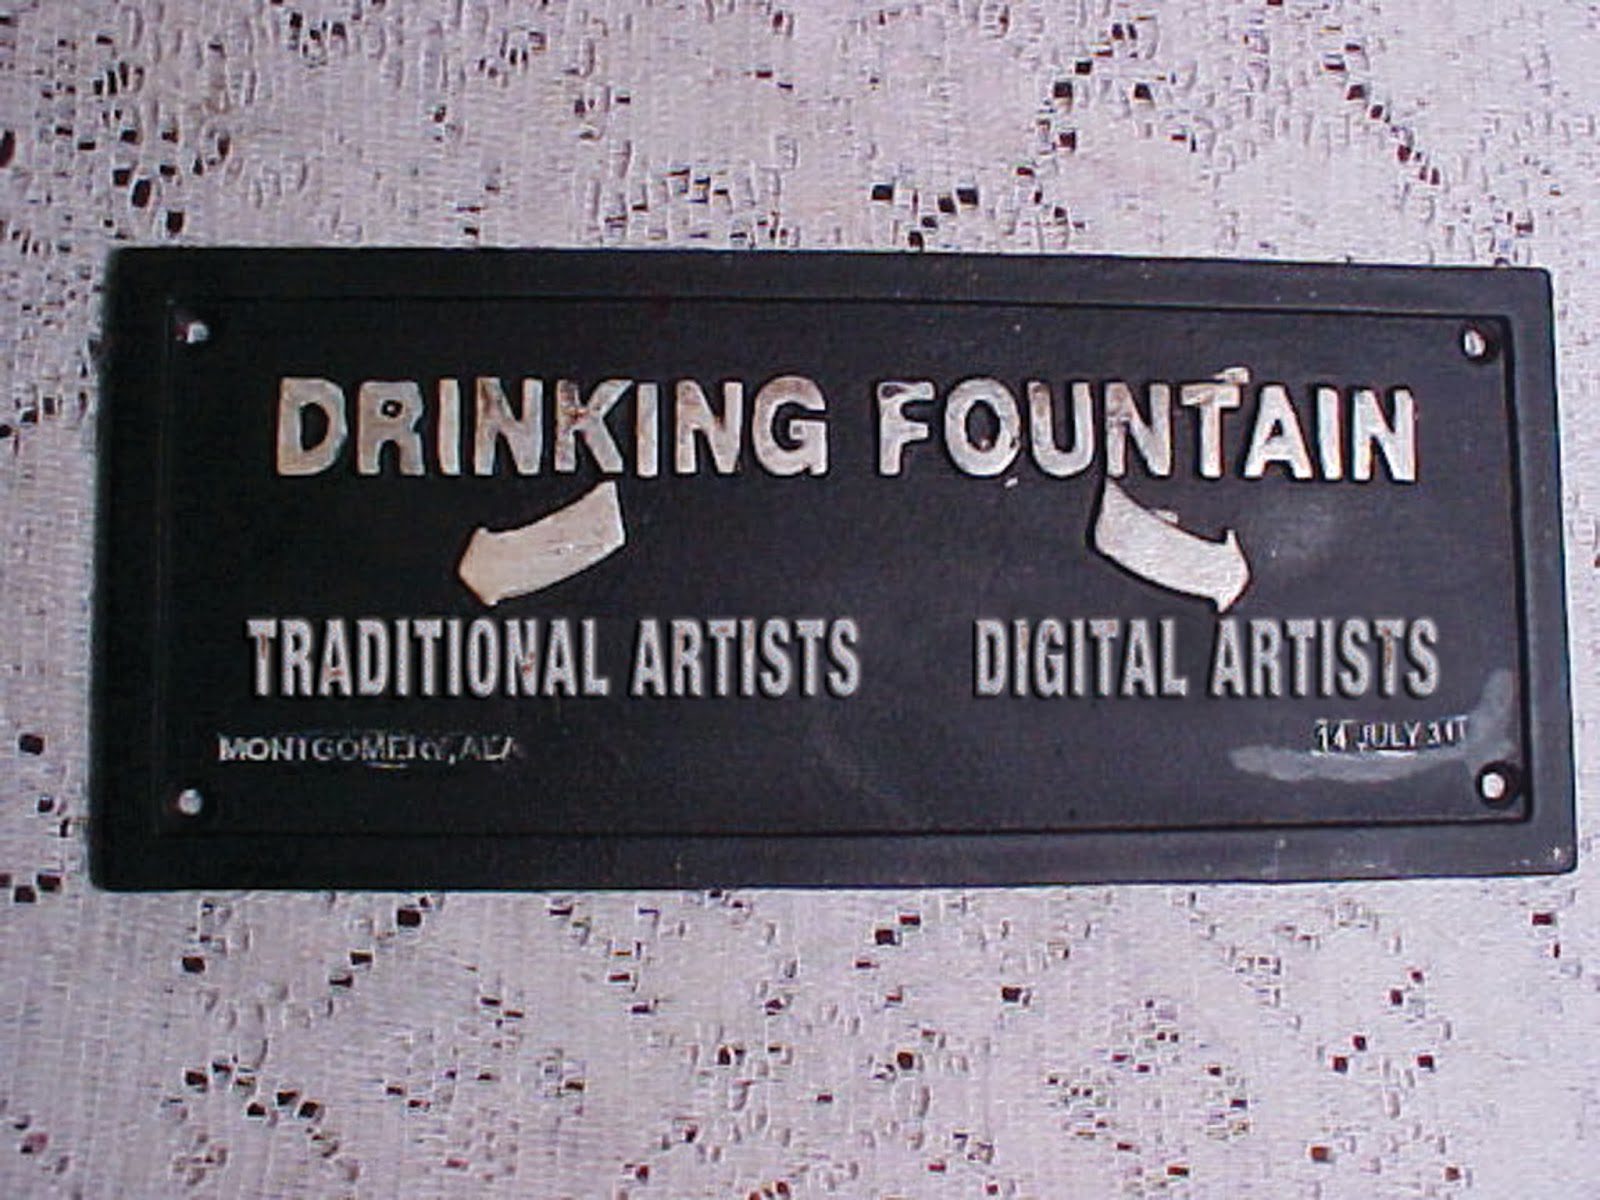 DRINKING FOUNTAIN
TRADITIONAL ARTISTS DIGITAL ARTISTS
MONTGOMERY, ALA 14 JULY